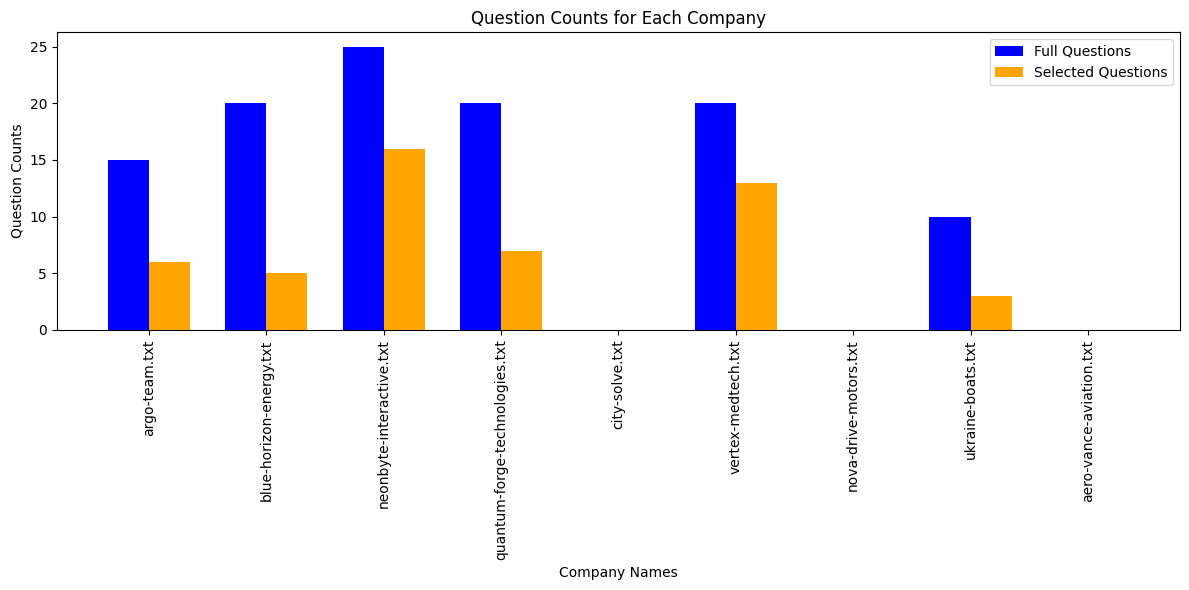 Question Counts for Each Company
Full Questions
Selected Questions
Question Counts
25
20
15
10
5
0
argo-team.txt
blue-horizon-energy.txt
neonbyte-interactive.txt
quantum-forge-technologies.txt
city-solve.txt
vertex-medtech.txt
nova-drive-motors.txt
ukraine-boats.txt
aero-vance-aviation.txt
Company Names